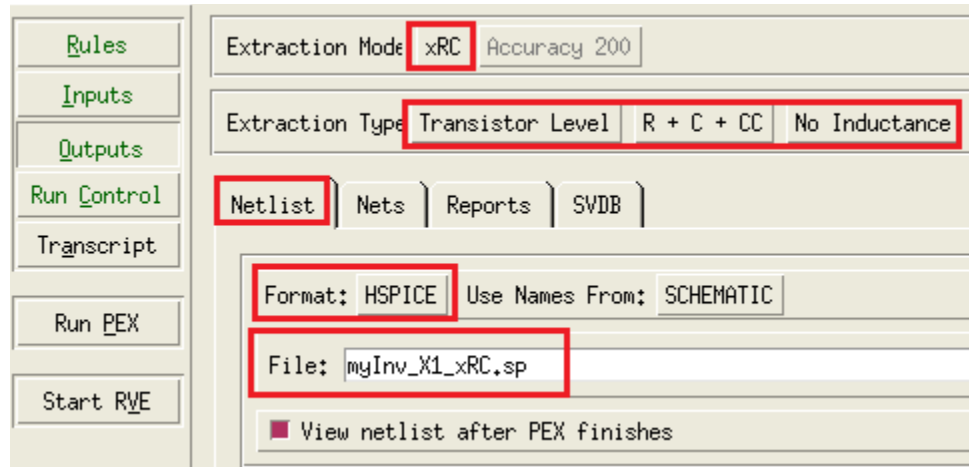 Rules
Inputs
Outputs
Run Control
Transcript
Run PEX
Start RVE
Extraction Mode xRC Accuracy 200
Extraction Type Transistor Level R + C + CC No Inductance
Netlist Nets Reports SVDB
Format: HSPICE Use Names From: SCHEMATIC
File: myInv_X1_xRC.sp
View netlist after PEX finishes